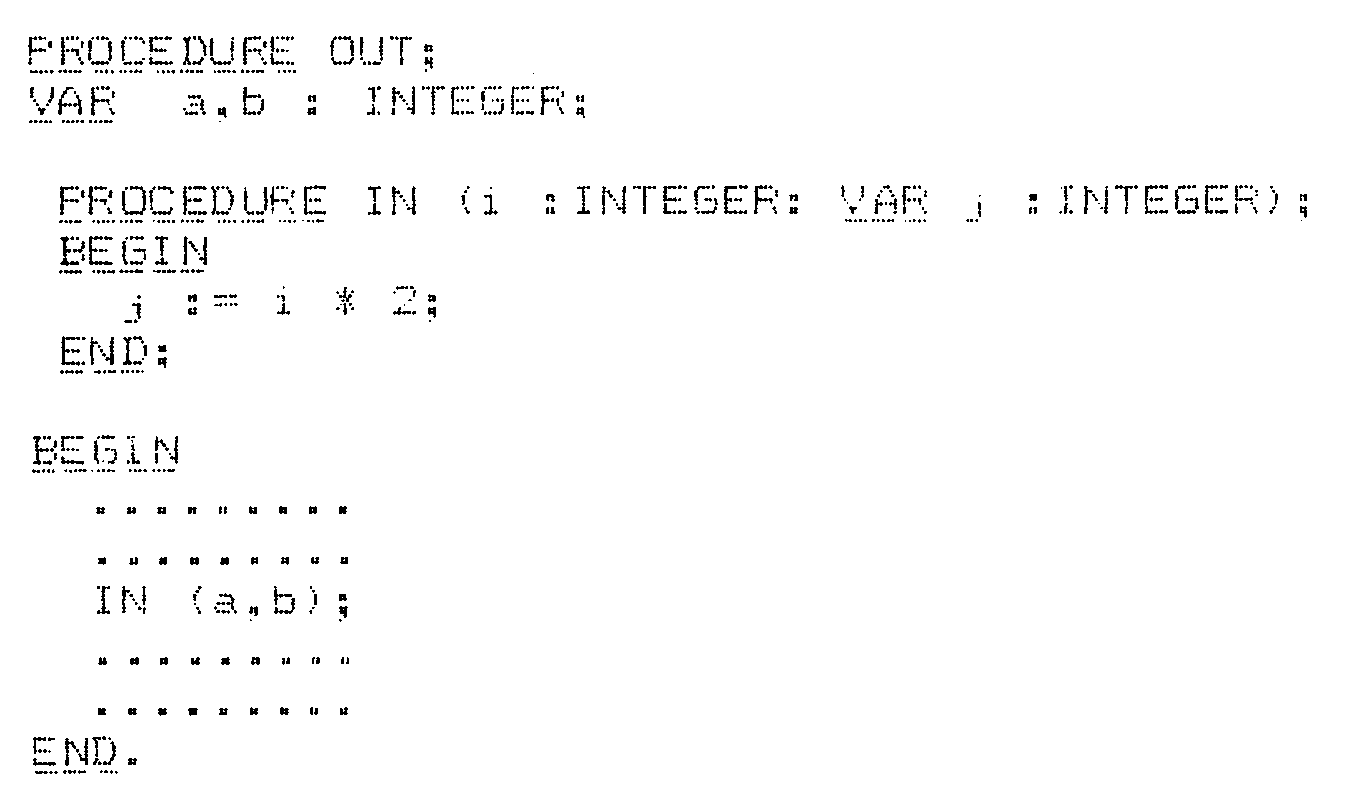 PROCEDURE OUT;
VAR a,b : INTEGER;
PROCEDURE IN (i :INTEGER: VAR j :INTEGER);
BEGIN
j := i * 2;
END;
BEGIN
.........
.........
IN (a,b);
.........
.........
END.